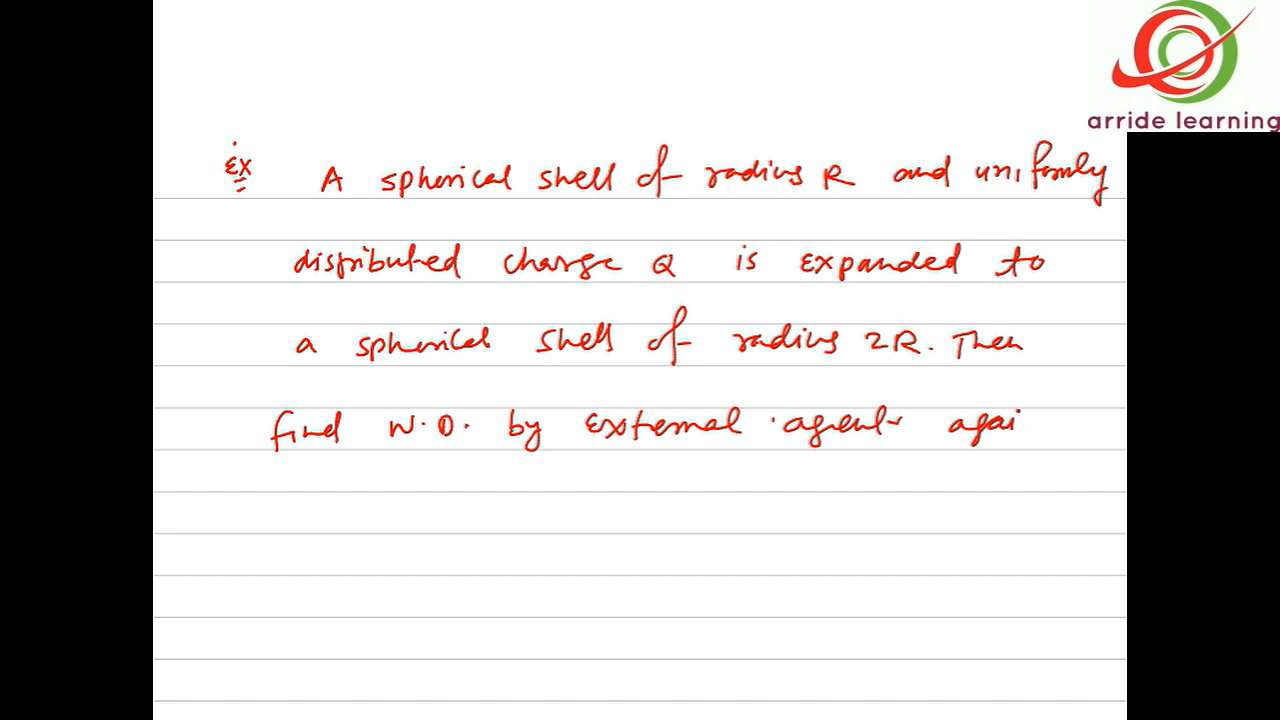 arride learning
Ex A spherical shell of radius R and uniformly
distributed charge Q is expanded to
a spherical shell of radius 2R. Then
find W.D. by external agent agai